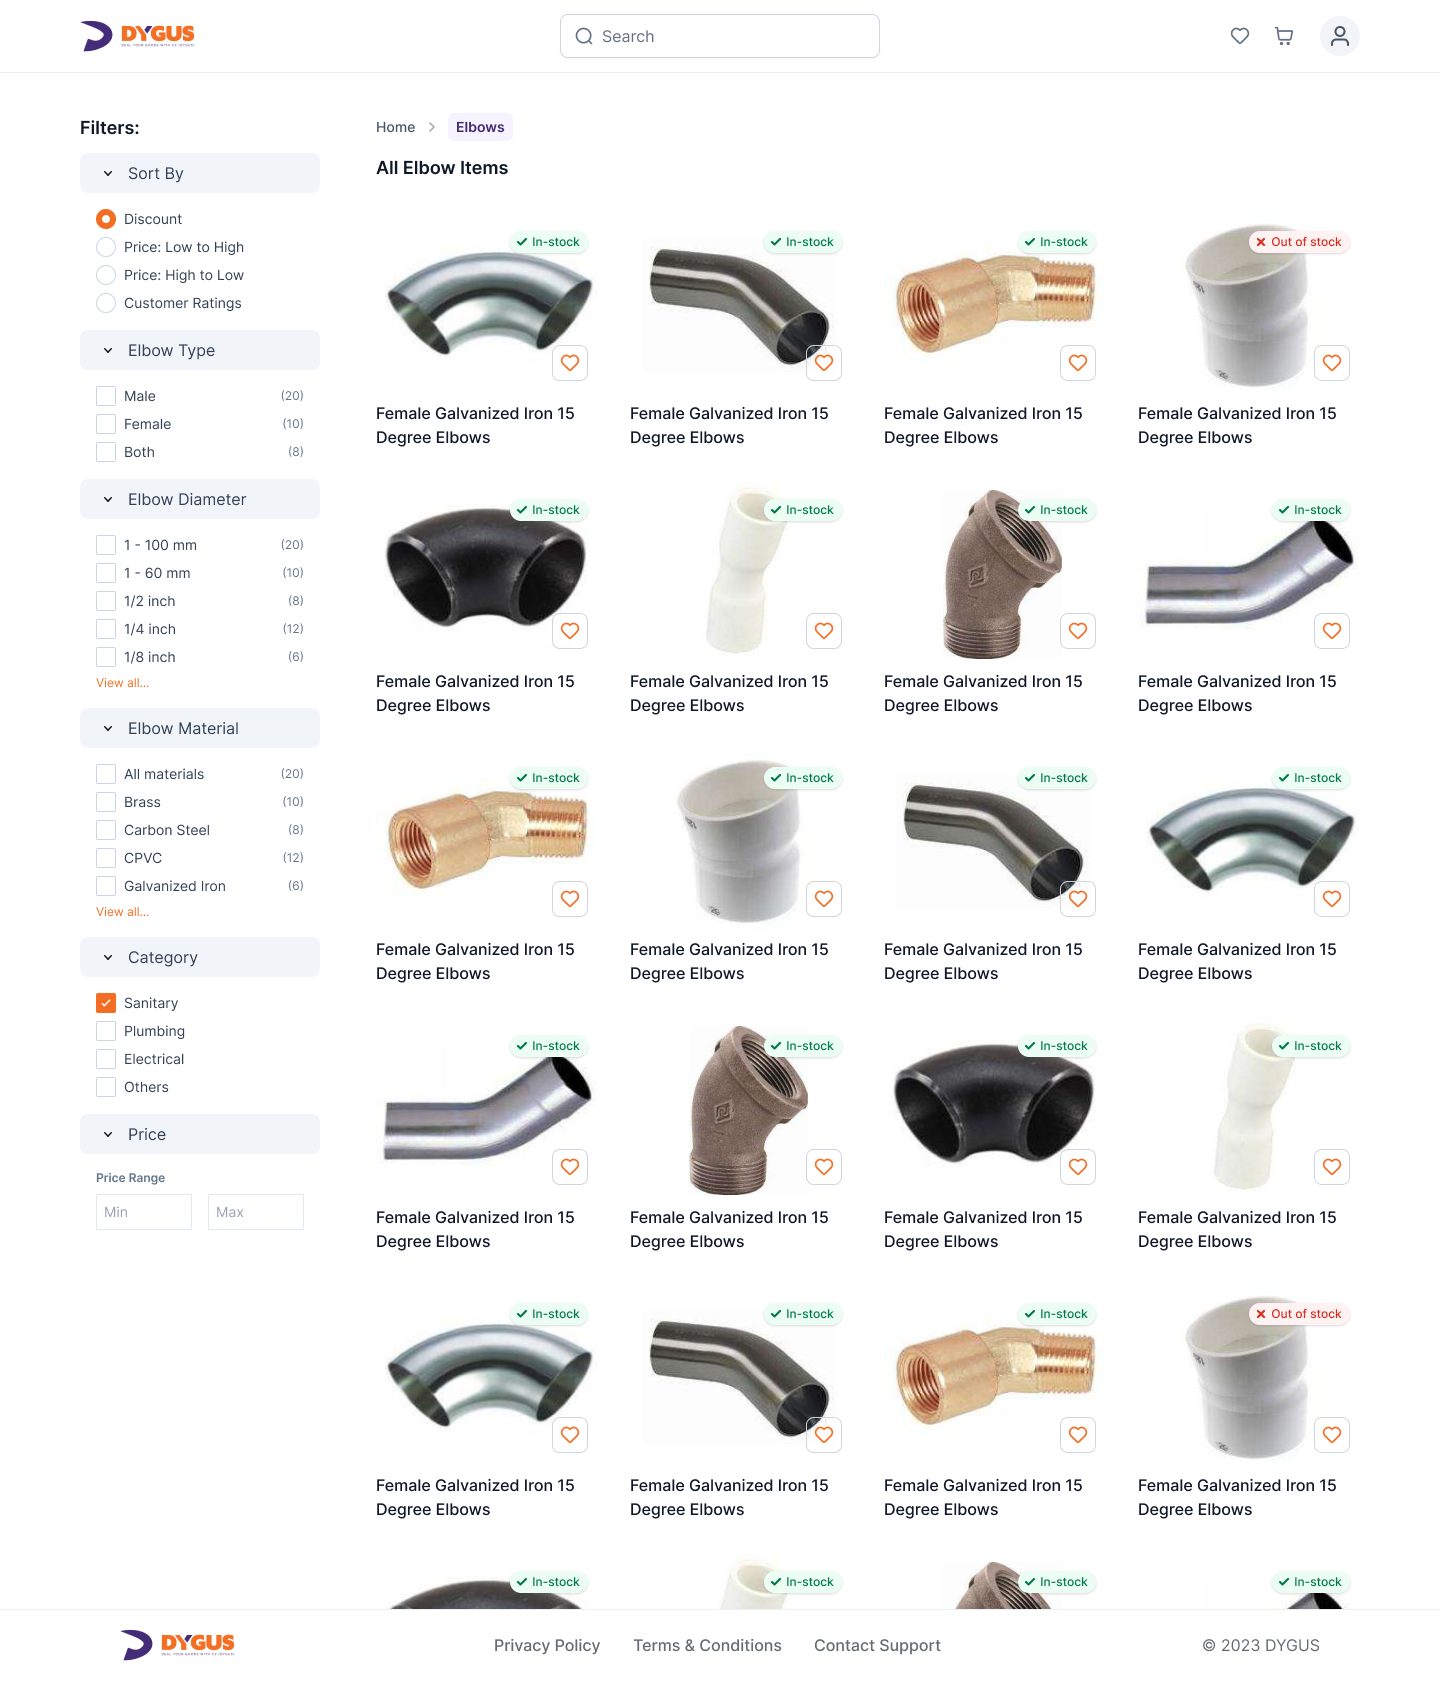 DYGUS
Search
Filters:
Sort By
Discount
Price: Low to High
Price: High to Low
Customer Ratings
Elbow Type
Male (20)
Female (10)
Both (8)
Elbow Diameter
1 - 100 mm (20)
1 - 60 mm (10)
1/2 inch (8)
1/4 inch (12)
1/8 inch (6)
View all...
Elbow Material
All materials (20)
Brass (10)
Carbon Steel (8)
CPVC (12)
Galvanized Iron (6)
View all...
Category
Sanitary
Plumbing
Electrical
Others
Price
Price Range
Min Max
Home > Elbows
All Elbow Items
In-stock In-stock In-stock Out of stock
Female Galvanized Iron 15 Female Galvanized Iron 15 Female Galvanized Iron 15 Female Galvanized Iron 15
Degree Elbows Degree Elbows Degree Elbows Degree Elbows
In-stock In-stock In-stock In-stock
Female Galvanized Iron 15 Female Galvanized Iron 15 Female Galvanized Iron 15 Female Galvanized Iron 15
Degree Elbows Degree Elbows Degree Elbows Degree Elbows
In-stock In-stock In-stock In-stock
Female Galvanized Iron 15 Female Galvanized Iron 15 Female Galvanized Iron 15 Female Galvanized Iron 15
Degree Elbows Degree Elbows Degree Elbows Degree Elbows
In-stock In-stock In-stock In-stock
Female Galvanized Iron 15 Female Galvanized Iron 15 Female Galvanized Iron 15 Female Galvanized Iron 15
Degree Elbows Degree Elbows Degree Elbows Degree Elbows
In-stock In-stock In-stock Out of stock
Female Galvanized Iron 15 Female Galvanized Iron 15 Female Galvanized Iron 15 Female Galvanized Iron 15
Degree Elbows Degree Elbows Degree Elbows Degree Elbows
In-stock In-stock In-stock In-stock
DYGUS
Privacy Policy Terms & Conditions Contact Support
© 2023 DYGUS